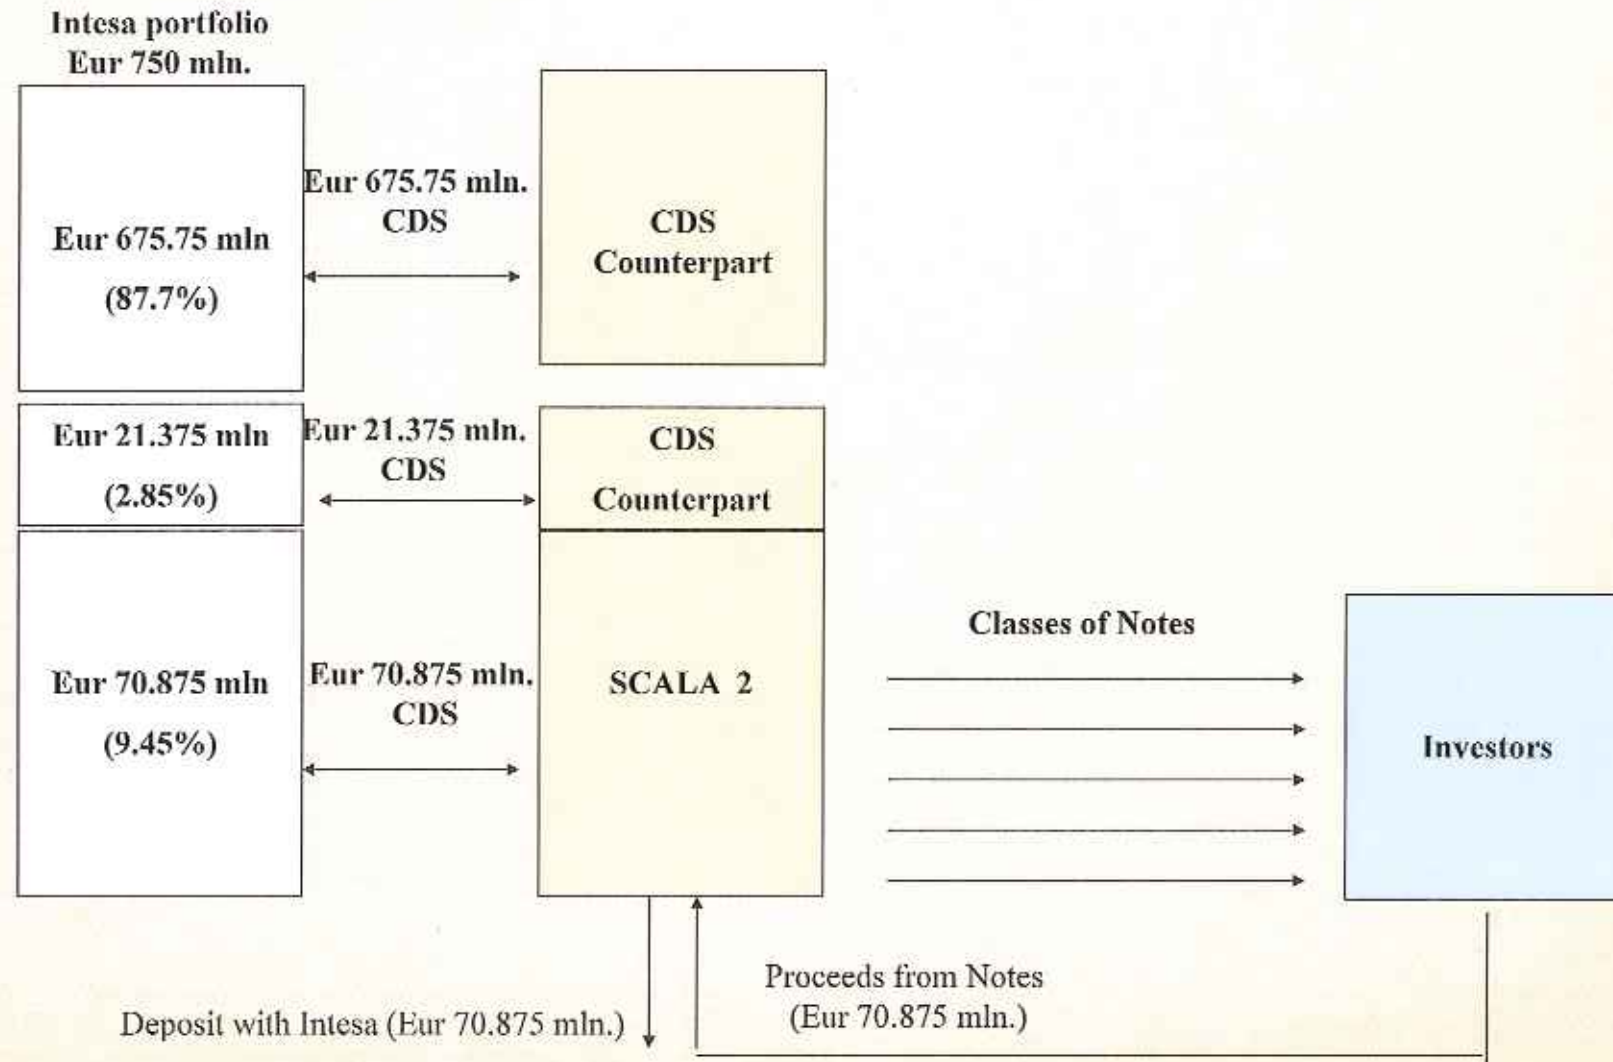 Intesa portfolio
Eur 750 mln.
Eur 675.75 mln
(87.7%)
Eur 675.75 mln.
CDS
CDS
Counterpart
Eur 21.375 mln
(2.85%)
Eur 21.375 mln.
CDS
CDS
Counterpart
Eur 70.875 mln
(9.45%)
Eur 70.875 mln.
CDS
SCALA 2
Classes of Notes
Investors
Deposit with Intesa (Eur 70.875 mln.)
Proceeds from Notes
(Eur 70.875 mln.)